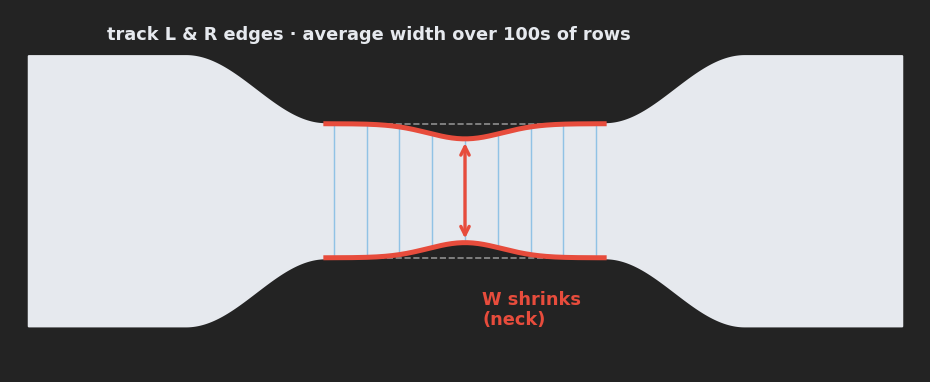 track L & R edges · average width over 100s of rows
W shrinks
(neck)